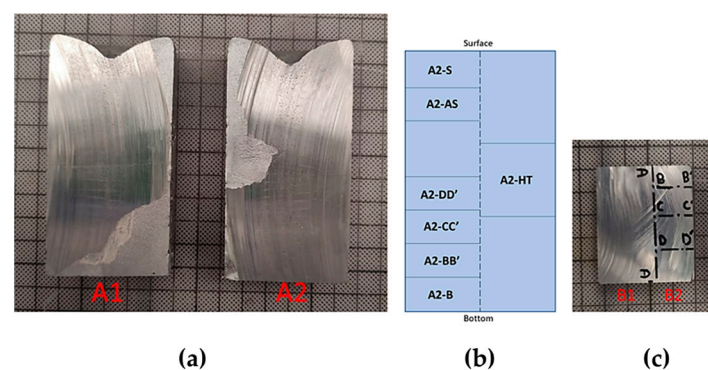 A1
A2
(a)
Surface
A2-S
A2-AS
A2-DD'
A2-CC'
A2-BB'
A2-B
A2-HT
Bottom
(b)
A
B
B'
C
C'
D
D'
A
B1
B2
(c)